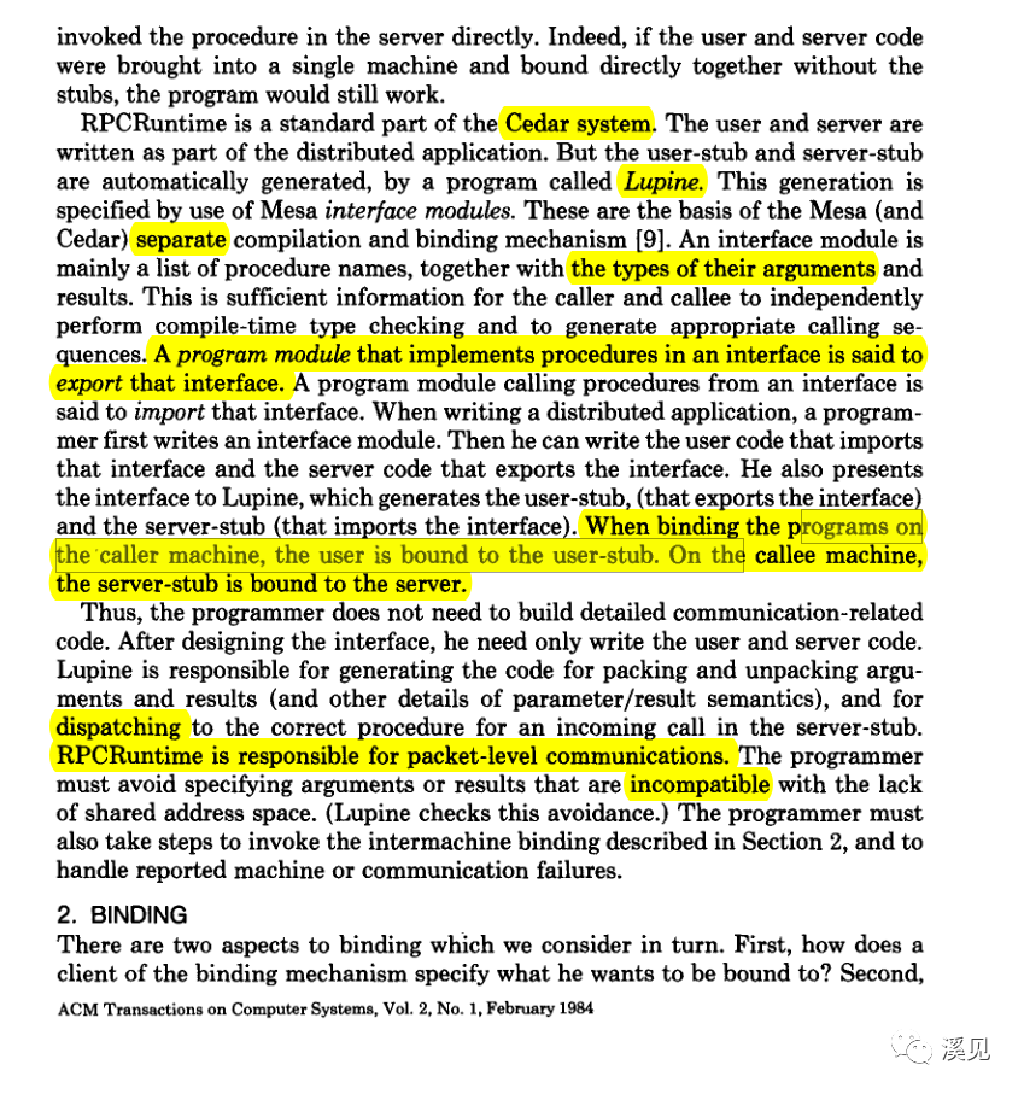 invoked the procedure in the server directly. Indeed, if the user and server code
were brought into a single machine and bound directly together without the
stubs, the program would still work.
RPCRuntime is a standard part of the Cedar system. The user and server are
written as part of the distributed application. But the user-stub and server-stub
are automatically generated, by a program called Lupine. This generation is
specified by use of Mesa interface modules. These are the basis of the Mesa (and
Cedar) separate compilation and binding mechanism [9]. An interface module is
mainly a list of procedure names, together with the types of their arguments and
results. This is sufficient information for the caller and callee to independently
perform compile-time type checking and to generate appropriate calling se-
quences. A program module that implements procedures in an interface is said to
export that interface. A program module calling procedures from an interface is
said to import that interface. When writing a distributed application, a program-
mer first writes an interface module. Then he can write the user code that imports
that interface and the server code that exports the interface. He also presents
the interface to Lupine, which generates the user-stub, (that exports the interface)
and the server-stub (that imports the interface). When binding the programs on
the caller machine, the user is bound to the user-stub. On the callee machine,
the server-stub is bound to the server.
Thus, the programmer does not need to build detailed communication-related
code. After designing the interface, he need only write the user and server code.
Lupine is responsible for generating the code for packing and unpacking argu-
ments and results (and other details of parameter/result semantics), and for
dispatching to the correct procedure for an incoming call in the server-stub.
RPCRuntime is responsible for packet-level communications. The programmer
must avoid specifying arguments or results that are incompatible with the lack
of shared address space. (Lupine checks this avoidance.) The programmer must
also take steps to invoke the intermachine binding described in Section 2, and to
handle reported machine or communication failures.
2. BINDING
There are two aspects to binding which we consider in turn. First, how does a
client of the binding mechanism specify what he wants to be bound to? Second,
ACM Transactions on Computer Systems, Vol. 2, No. 1, February 1984
溪见